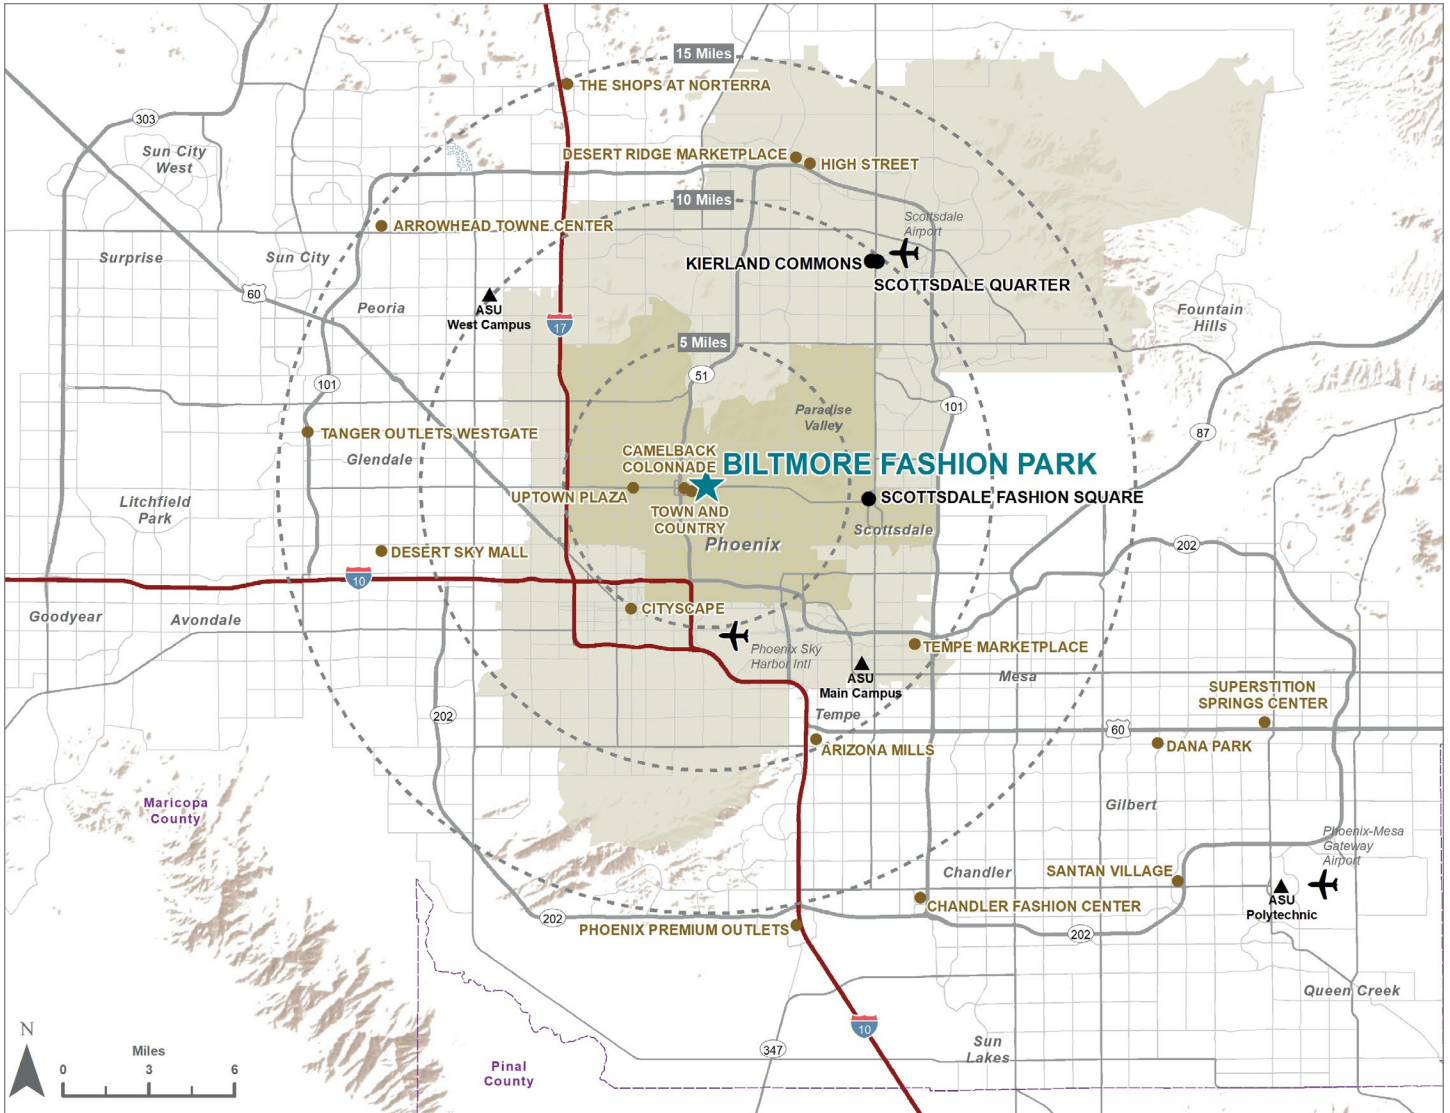 15 Miles
THE SHOPS AT NORTERRA
303
Sun City
West
DESERT RIDGE MARKETPLACE
HIGH STREET
10 Miles
ARROWHEAD TOWNE CENTER
Scottsdale
Airport
Surprise
Sun City
KIERLAND COMMONS
SCOTTSDALE QUARTER
60
Peoria
ASU
West Campus
17
Fountain
Hills
5 Miles
51
101
101
Paradise
Valley
87
TANGER OUTLETS WESTGATE
Glendale
CAMELBACK
COLONNADE
BILTMORE FASHION PARK
UPTOWN PLAZA
SCOTTSDALE FASHION SQUARE
Litchfield
Park
TOWN AND
COUNTRY
Scottsdale
Phoenix
202
DESERT SKY MALL
10
Goodyear
Avondale
CITYSCAPE
Phoenix Sky
Harbor Intl
TEMPE MARKETPLACE
ASU
Main Campus
Mesa
SUPERSTITION
SPRINGS CENTER
202
Tempe
60
ARIZONA MILLS
DANA PARK
Maricopa
County
Gilbert
Phoenix-Mesa
Gateway
Airport
Chandler
SANTAN VILLAGE
ASU
Polytechnic
CHANDLER FASHION CENTER
202
PHOENIX PREMIUM OUTLETS
202
Queen Creek
N
10
Miles
0 3 6
Pinal
County
347
Sun
Lakes